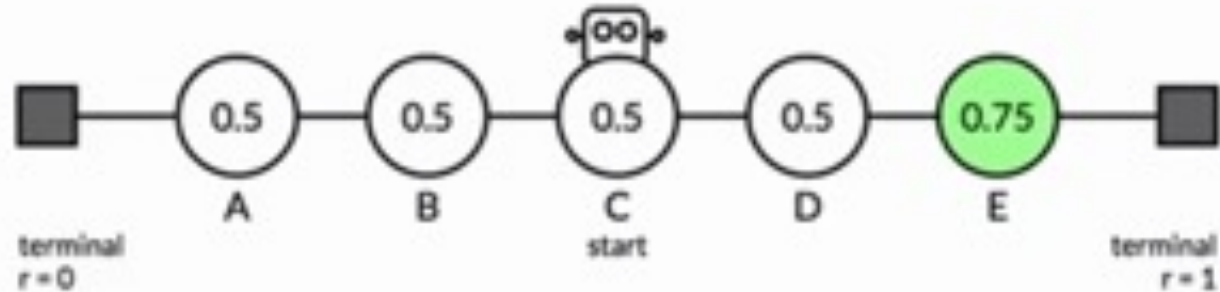 0.5 0.5 0.5 0.5 0.75
A B C D E
terminal start terminal
r = 0 r = 1